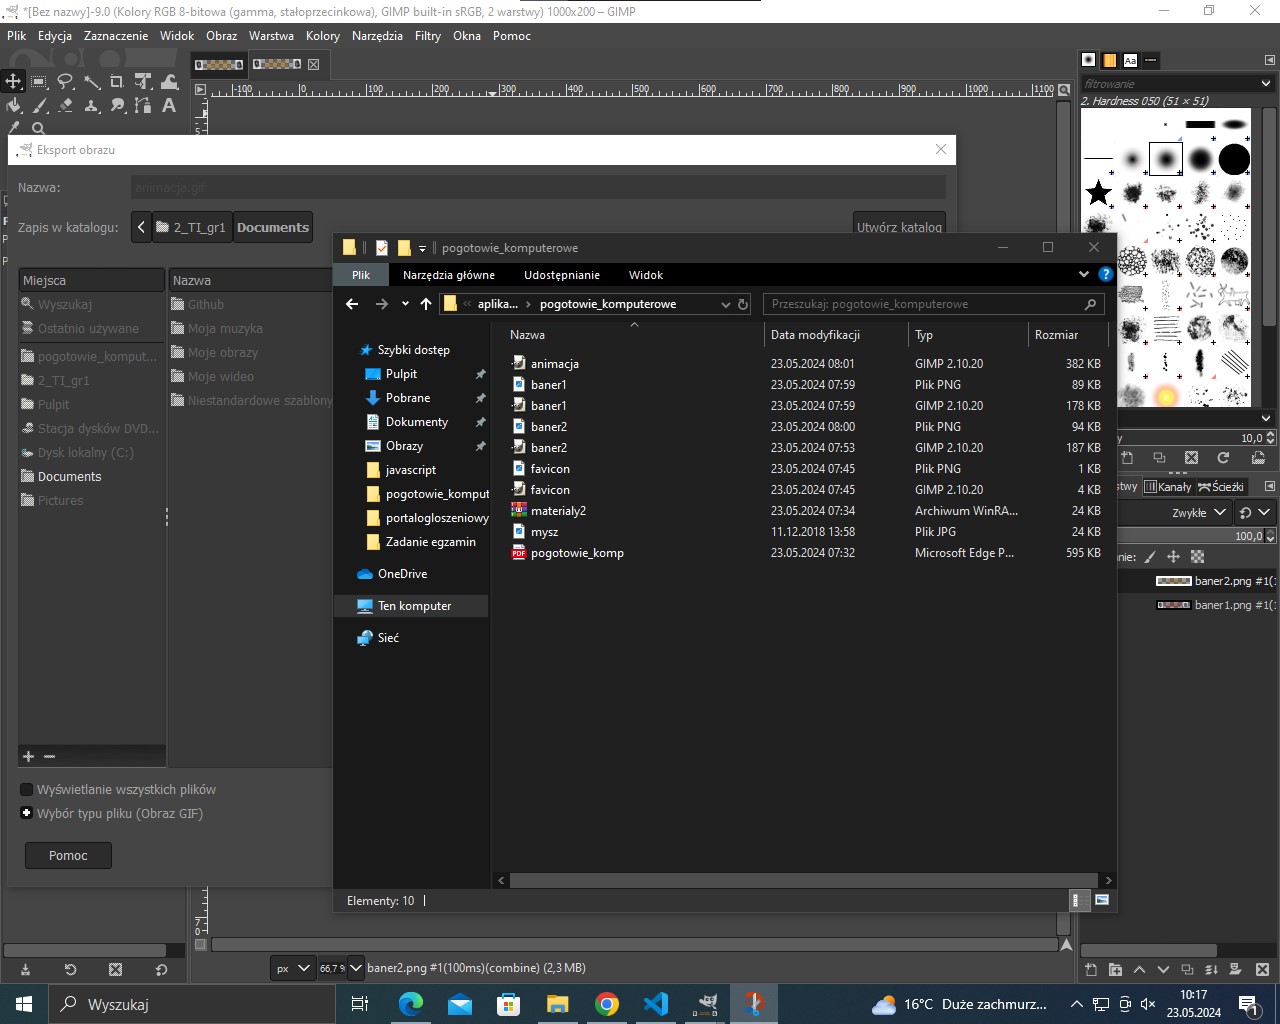 *[Bez nazwy]-9.0 (Kolory RGB 8-bitowa (gamma, stałoprzecinkowa), GIMP built-in sRGB, 2 warstwy) 1000x200 – GIMP
Plik Edycja Zaznaczenie Widok Obraz Warstwa Kolory Narzędzia Filtry Okna Pomoc
-100 0 100 200 300 400 500 600 700 800 900 1000 1100
filtrowanie
2. Hardness 050 (51 × 51)
Eksport obrazu
Nazwa: animacja.gif
Zapis w katalogu: 2_TI_gr1 Documents Utwórz katalog
Miejsca
Wyszukaj
Ostatnio używane
pogotowie_komput...
2_TI_gr1
Pulpit
Stacja dysków DVD...
Dysk lokalny (C:)
Documents
Pictures
Nazwa
Github
Moja muzyka
Moje obrazy
Moje wideo
Niestandardowe szablony
Wyświetlanie wszystkich plików
Wybór typu pliku (Obraz GIF)
Pomoc
pogotowie_komputerowe
Plik Narzędzia główne Udostępnianie Widok
aplika... pogotowie_komputerowe Przeszukaj: pogotowie_komputerowe
Szybki dostęp
Pulpit
Pobrane
Dokumenty
Obrazy
javascript
pogotowie_komput
portalogloszeniowy
Zadanie egzamin
OneDrive
Ten komputer
Sieć
Nazwa Data modyfikacji Typ Rozmiar
animacja 23.05.2024 08:01 GIMP 2.10.20 382 KB
baner1 23.05.2024 07:59 Plik PNG 89 KB
baner1 23.05.2024 07:59 GIMP 2.10.20 178 KB
baner2 23.05.2024 08:00 Plik PNG 94 KB
baner2 23.05.2024 07:53 GIMP 2.10.20 187 KB
favicon 23.05.2024 07:45 Plik PNG 1 KB
favicon 23.05.2024 07:45 GIMP 2.10.20 4 KB
materialy2 23.05.2024 07:34 Archiwum WinRA... 24 KB
mysz 11.12.2018 13:58 Plik JPG 24 KB
pogotowie_komp 23.05.2024 07:32 Microsoft Edge P... 595 KB
Elementy: 10
y 10,0
stwy Kanały Ścieżki
Zwykłe
100,0
nie:
baner2.png #1(1
baner1.png #1(1
px 66,7 % baner2.png #1(100ms)(combine) (2,3 MB)
Wyszukaj
16°C Duże zachmurz...
10:17
23.05.2024
1